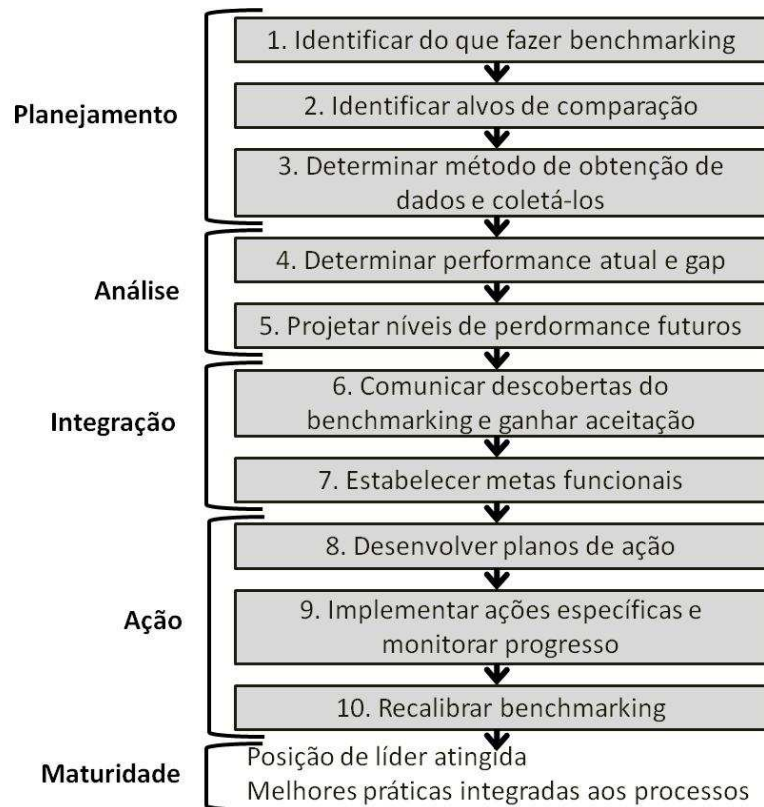 Planejamento
1. Identificar do que fazer benchmarking
2. Identificar alvos de comparação
3. Determinar método de obtenção de
dados e coletá-los
Análise
4. Determinar performance atual e gap
5. Projetar níveis de perdormance futuros
Integração
6. Comunicar descobertas do
benchmarking e ganhar aceitação
7. Estabelecer metas funcionais
Ação
8. Desenvolver planos de ação
9. Implementar ações específicas e
monitorar progresso
10. Recalibrar benchmarking
Maturidade
Posição de líder atingida
Melhores práticas integradas aos processos